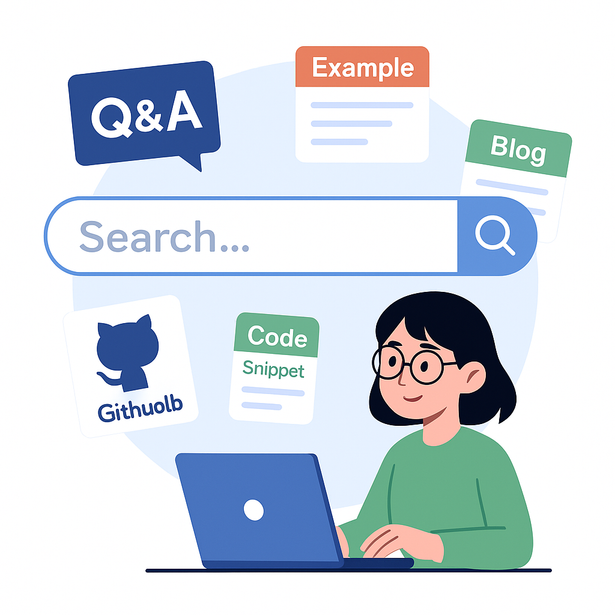 Q&A
Example
Blog
Search...
Code
Snippet
Githuolb